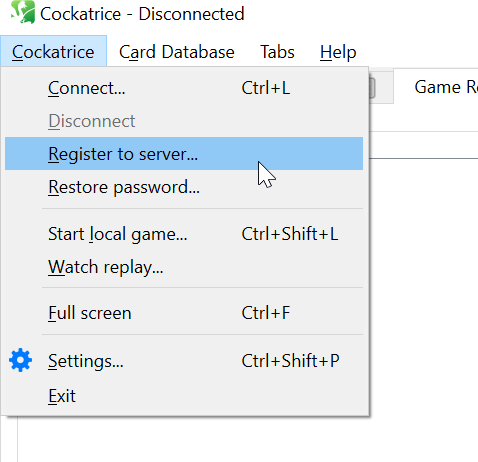 Cockatrice - Disconnected
Cockatrice Card Database Tabs Help
Connect... Ctrl+L
Game Re
Disconnect
Register to server...
Restore password...
Start local game... Ctrl+Shift+L
Watch replay...
Full screen Ctrl+F
Settings... Ctrl+Shift+P
Exit